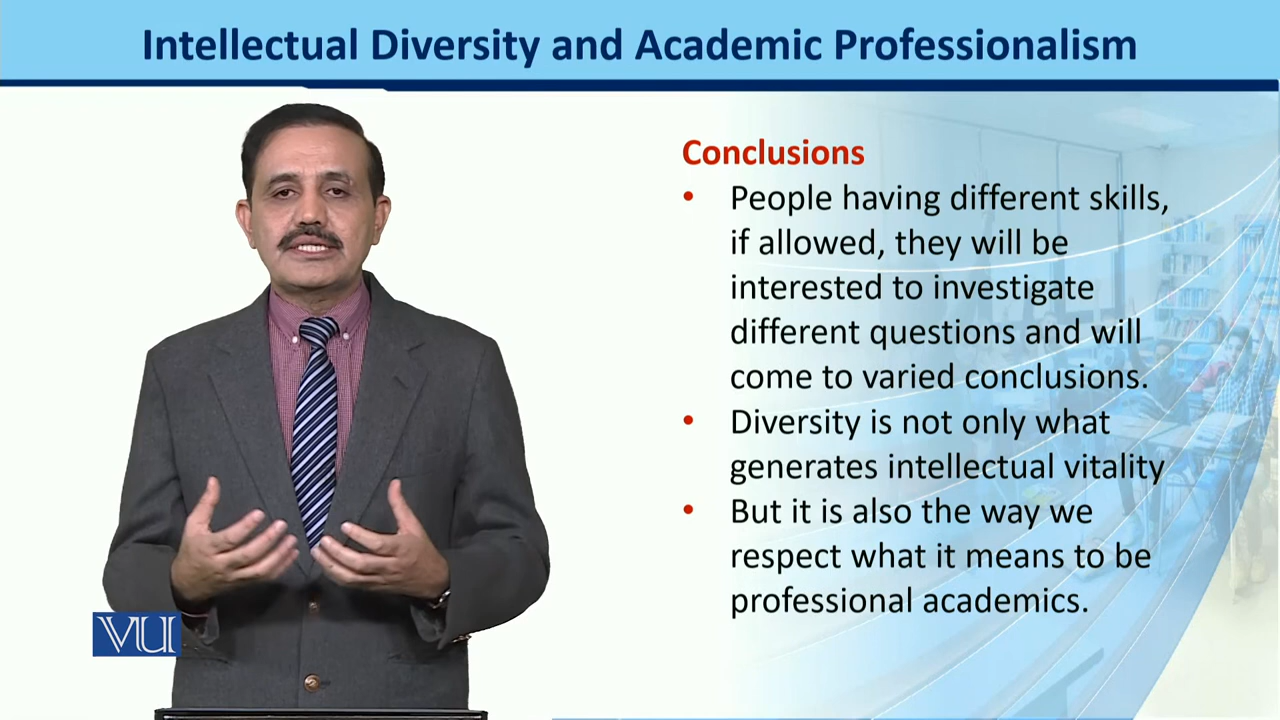 Intellectual Diversity and Academic Professionalism
Conclusions
• People having different skills,
if allowed, they will be
interested to investigate
different questions and will
come to varied conclusions.
• Diversity is not only what
generates intellectual vitality
• But it is also the way we
respect what it means to be
professional academics.
VU